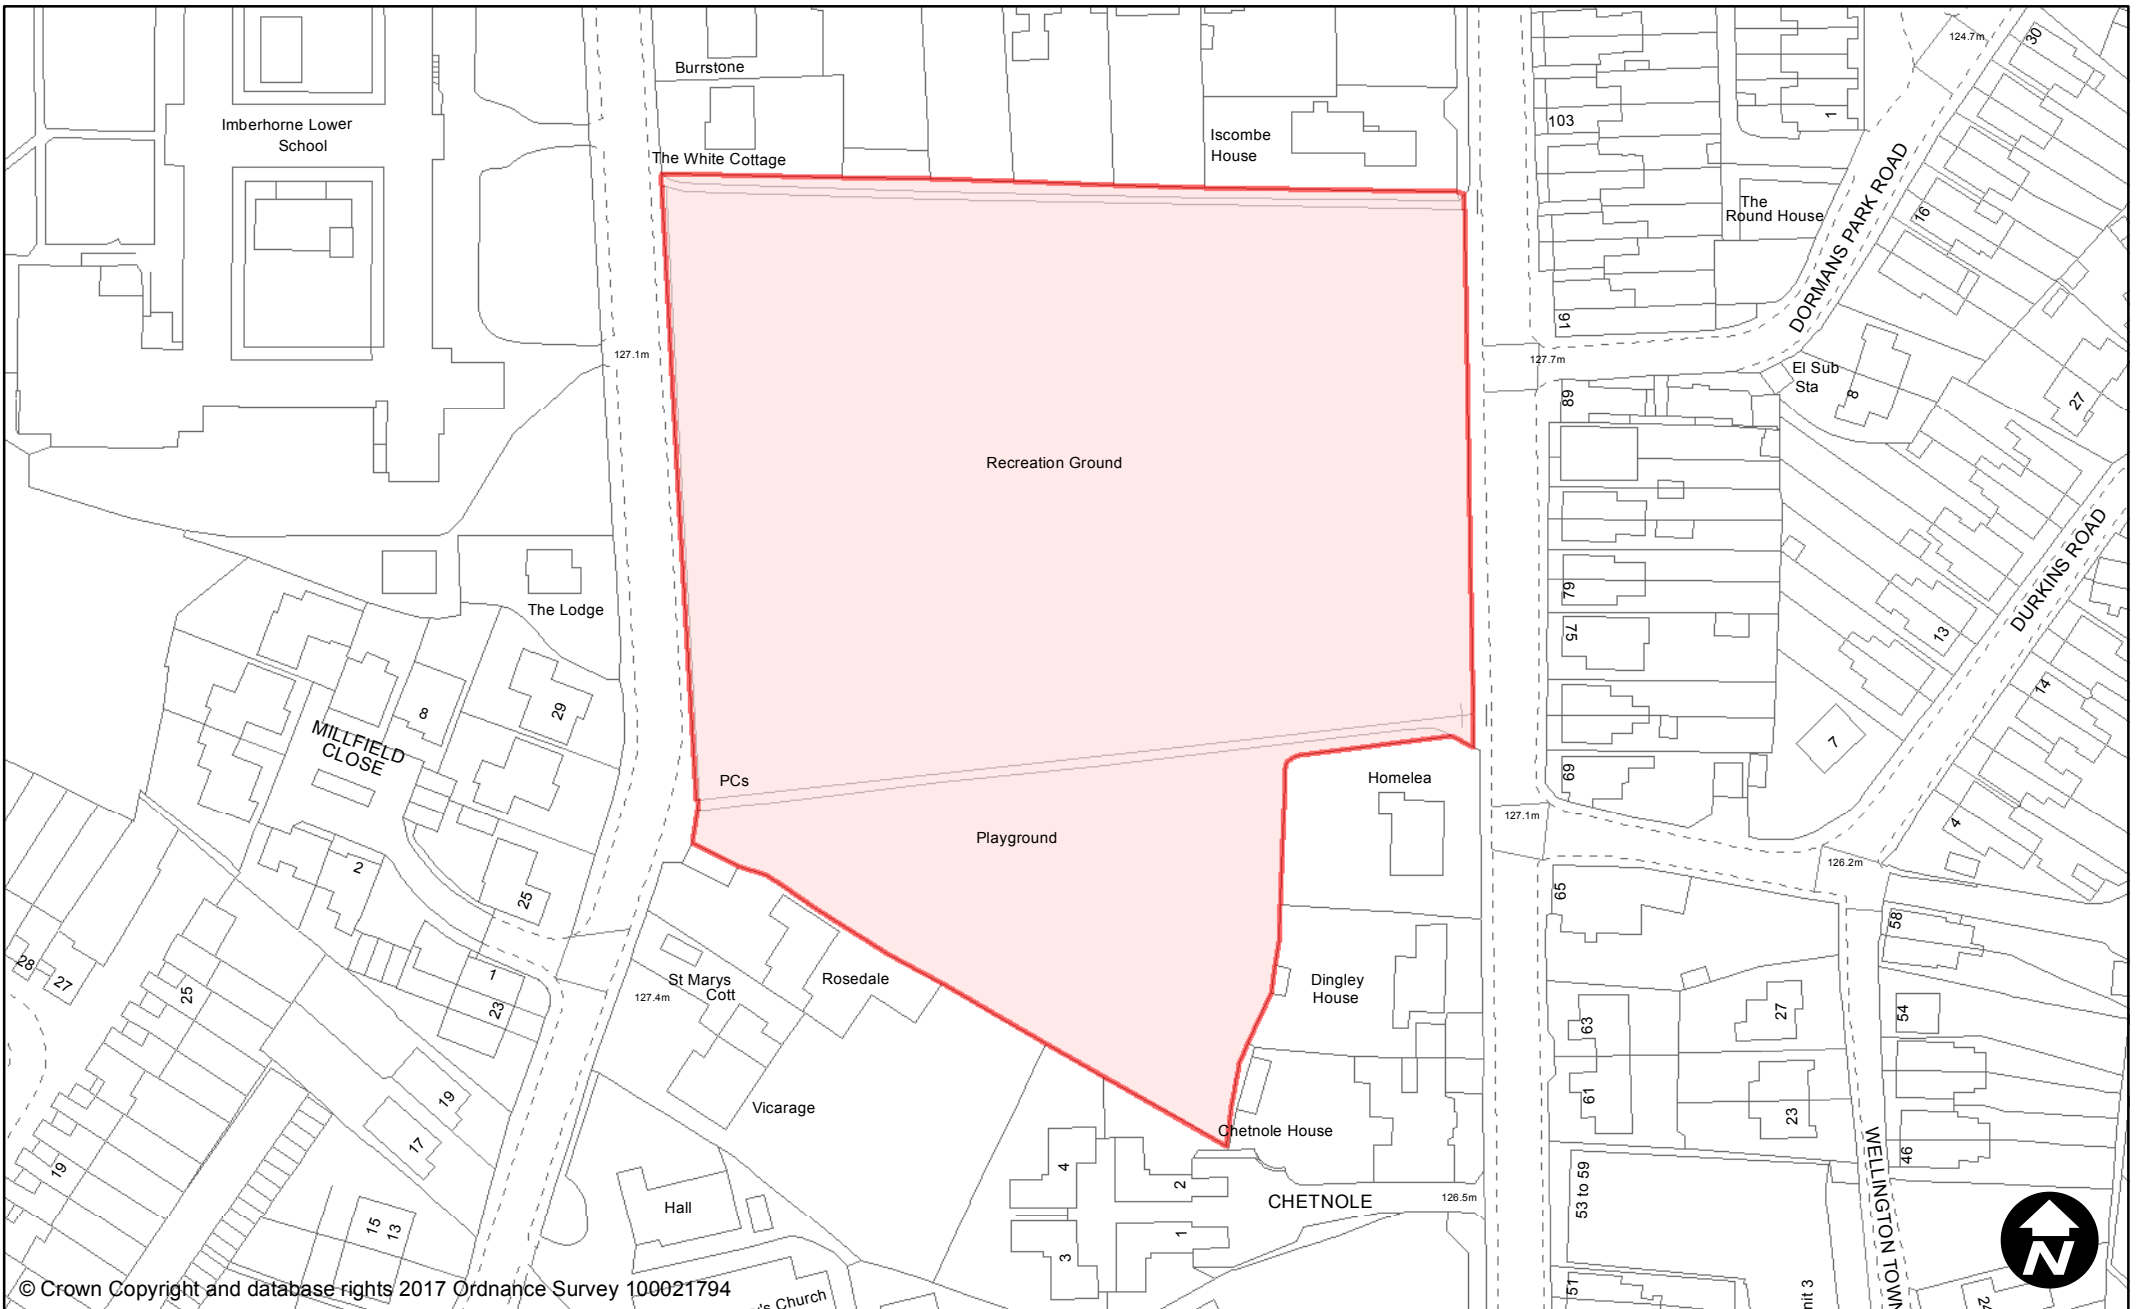 Burrstone
Imberhorne Lower
School
The White Cottage
Iscombe
House
103
1
124.7m
30
The
Round House
16
DORMANS PARK ROAD
91
127.1m
127.7m
El Sub
Sta
8
27
68
Recreation Ground
The Lodge
79
75
DURKINS ROAD
13
14
7
69
4
MILLFIELD
CLOSE
8
29
PCs
Playground
Homelea
127.1m
126.2m
2
25
65
58
28
27
25
1
23
127.4m
St Marys
Cott
Rosedale
Dingley
House
63
61
27
23
54
46
19
17
19
15
13
Vicarage
Hall
Chetnole House
4
2
3
1
CHETNOLE
126.5m
53 to 59
51
nit 3
WELLINGTON TOWN
N
's Church
© Crown Copyright and database rights 2017 Ordnance Survey 100021794